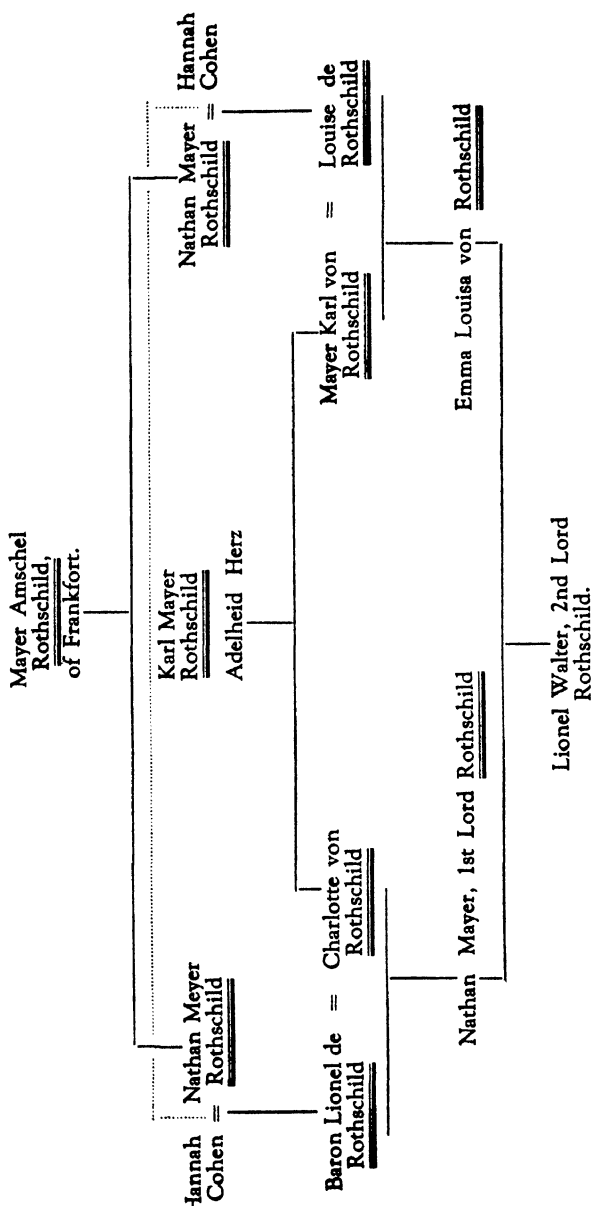 Mayer Amschel
Rothschild,
of Frankfort.
Hannah
Cohen
=
Nathan Meyer
Rothschild
Karl Mayer
Rothschild
Adelheid Herz
Nathan Mayer
Rothschild
=
Hannah
Cohen
Baron Lionel de
Rothschild
=
Charlotte von
Rothschild
Mayer Karl von
Rothschild
=
Louise de
Rothschild
Nathan Mayer, 1st Lord Rothschild
Emma Louisa von Rothschild
Lionel Walter, 2nd Lord
Rothschild.